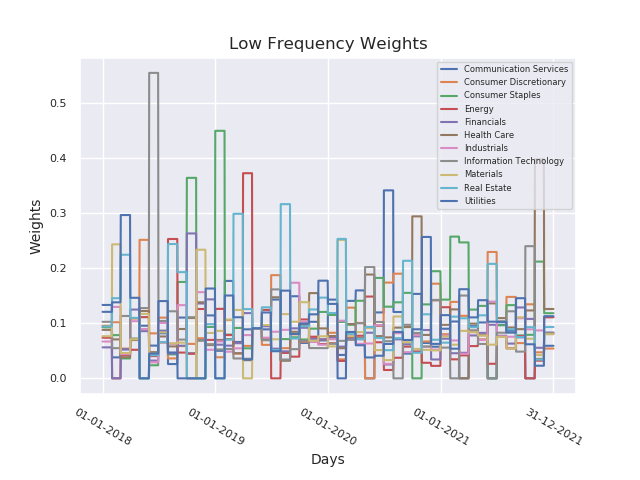 Low Frequency Weights
Communication Services
Consumer Discretionary
Consumer Staples
Energy
Financials
Health Care
Industrials
Information Technology
Materials
Real Estate
Utilities
Weights
0.5
0.4
0.3
0.2
0.1
0.0
01-01-2018
01-01-2019
01-01-2020
01-01-2021
31-12-2021
Days